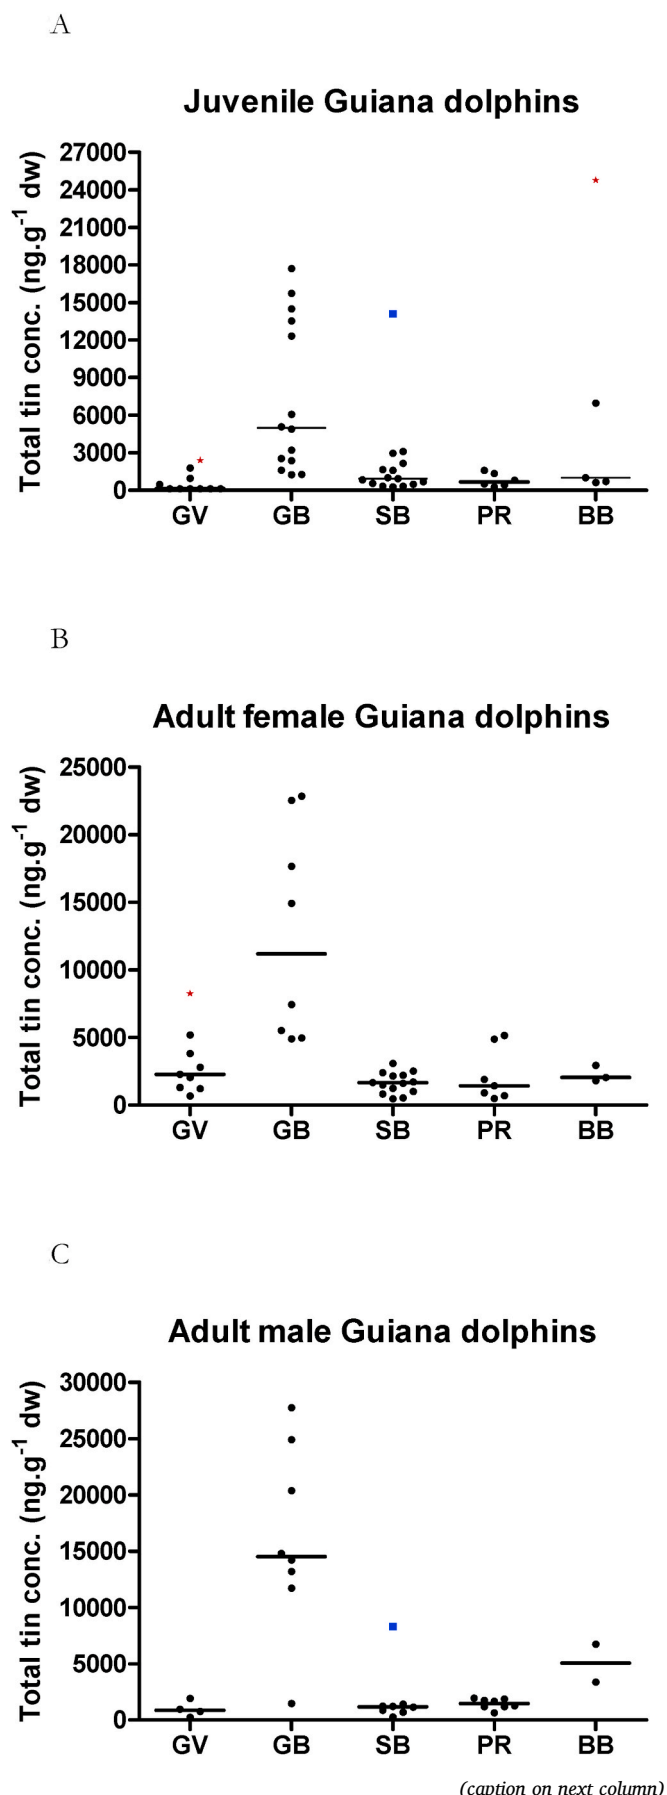 A
Juvenile Guiana dolphins
Total tin conc. (ng.g⁻¹ dw)
27000
24000
21000
18000
15000
12000
9000
6000
3000
0
GV GB SB PR BB
B
Adult female Guiana dolphins
Total tin conc. (ng.g⁻¹ dw)
25000
20000
15000
10000
5000
0
GV GB SB PR BB
C
Adult male Guiana dolphins
Total tin conc. (ng.g⁻¹ dw)
30000
25000
20000
15000
10000
5000
0
GV GB SB PR BB
(caption on next column)